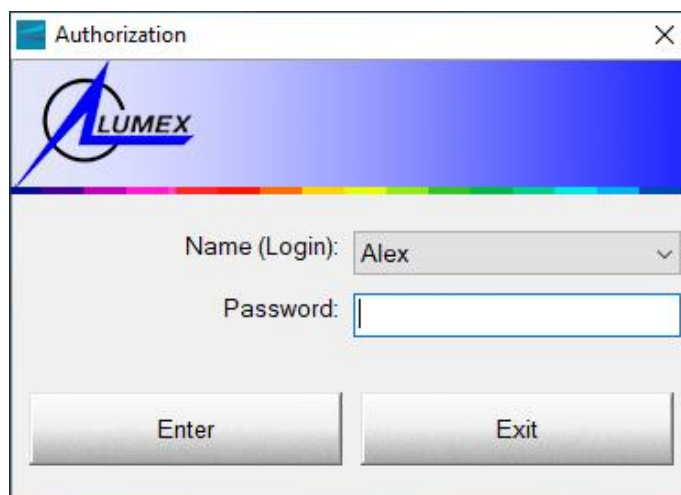 Authorization
LUMEX
Name (Login): Alex
Password:
Enter Exit